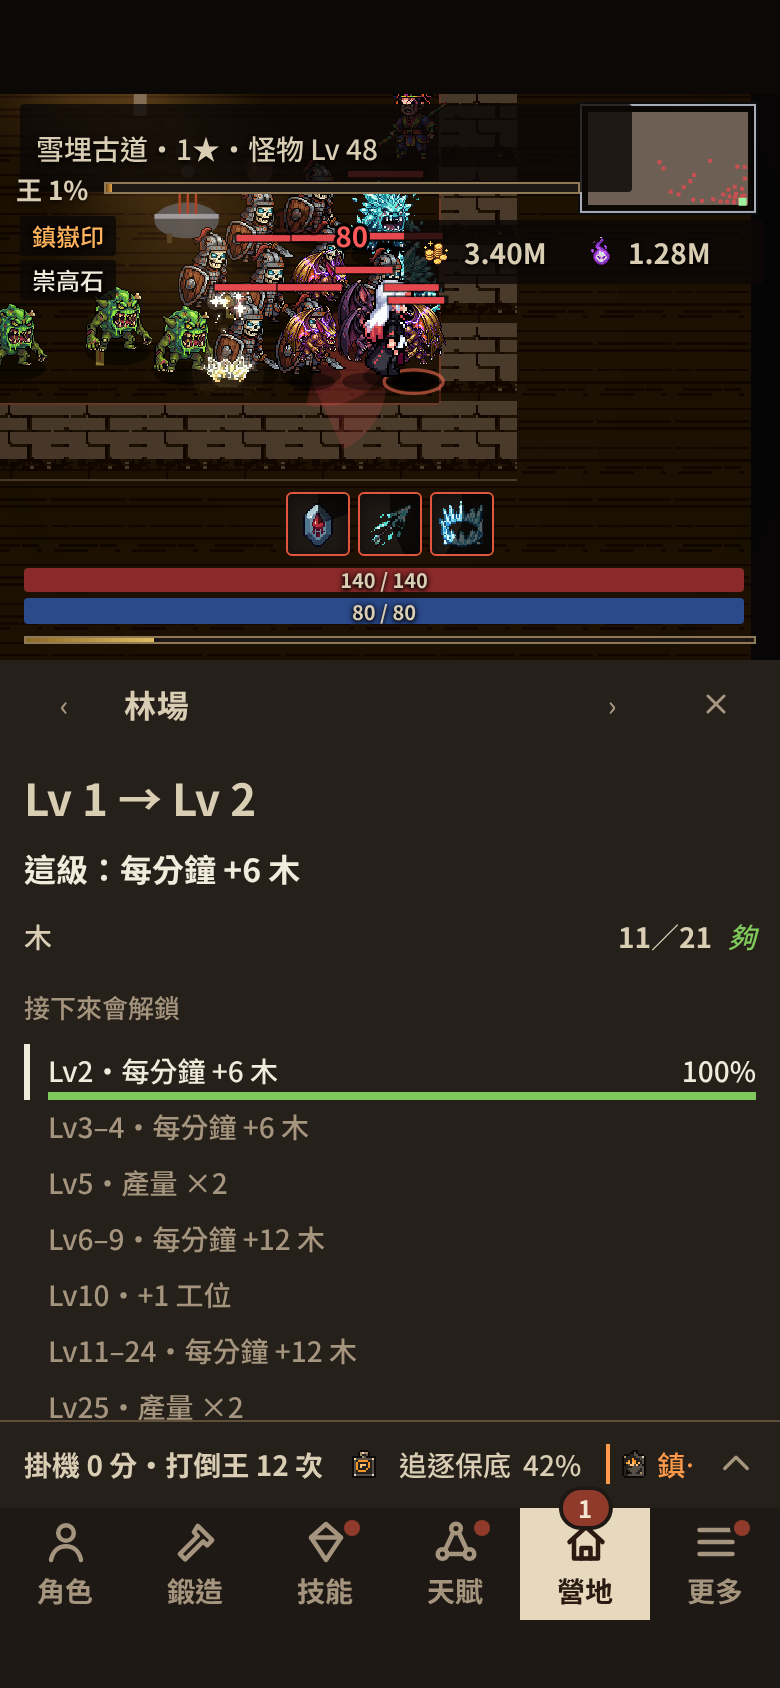 雪埋古道・1★・怪物 Lv 48
王 1%
鎮嶽印
80
3.40M
1.28M
崇高石
140 / 140
80 / 80
‹ 林場 › ×
Lv 1 → Lv 2
這級：每分鐘 +6 木
木 11／21 夠
接下來會解鎖
Lv2・每分鐘 +6 木 100%
Lv3–4・每分鐘 +6 木
Lv5・產量 ×2
Lv6–9・每分鐘 +12 木
Lv10・+1 工位
Lv11–24・每分鐘 +12 木
Lv25・產量 ×2
掛機 0 分・打倒王 12 次 追逐保底 42% 鎮·
1
角色 鍛造 技能 天賦 營地 更多